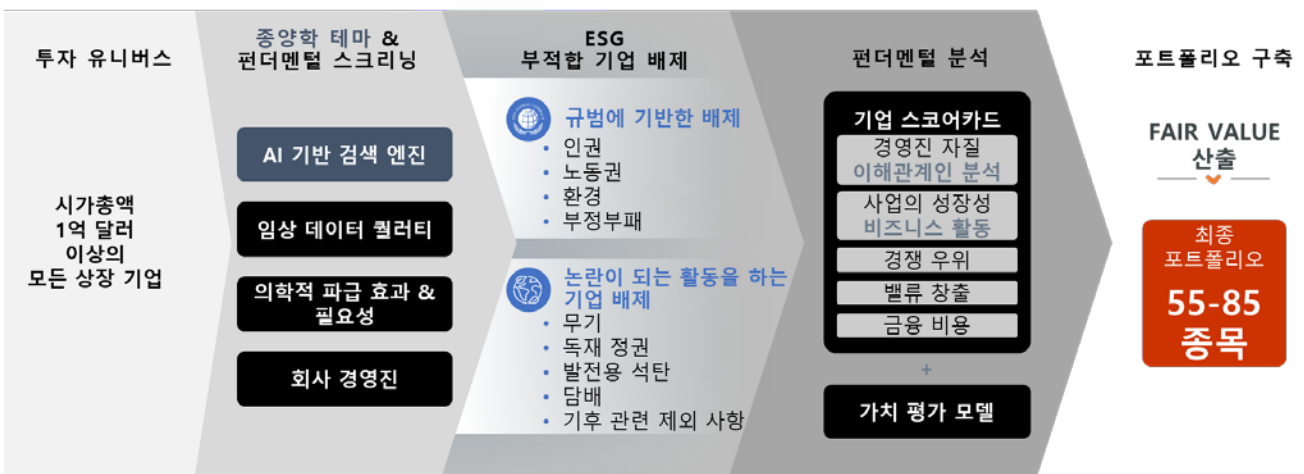 투자 유니버스
시가총액
1억 달러
이상의
모든 상장 기업
종양학 테마 &
펀더멘털 스크리닝
AI 기반 검색 엔진
임상 데이터 퀄러티
의학적 파급 효과 &
필요성
회사 경영진
ESG
부적합 기업 배제
규범에 기반한 배제
• 인권
• 노동권
• 환경
• 부정부패
논란이 되는 활동을 하는
기업 배제
• 무기
• 독재 정권
• 발전용 석탄
• 담배
• 기후 관련 제외 사항
펀더멘털 분석
기업 스코어카드
경영진 자질
이해관계인 분석
사업의 성장성
비즈니스 활동
경쟁 우위
밸류 창출
금융 비용
+
가치 평가 모델
포트폴리오 구축
FAIR VALUE
산출
최종
포트폴리오
55-85
종목